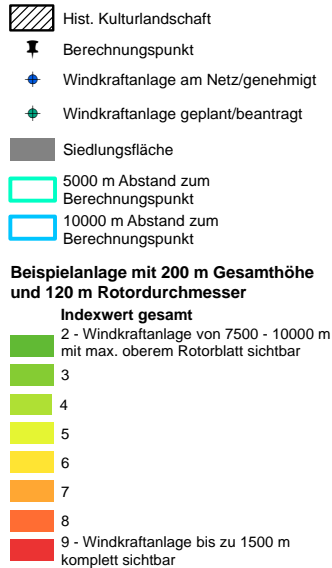 Hist. Kulturlandschaft
Berechnungspunkt
Windkraftanlage am Netz/genehmigt
Windkraftanlage geplant/beantragt
Siedlungsfläche
5000 m Abstand zum
Berechnungspunkt
10000 m Abstand zum
Berechnungspunkt
Beispielanlage mit 200 m Gesamthöhe
und 120 m Rotordurchmesser
Indexwert gesamt
2 - Windkraftanlage von 7500 - 10000 m
mit max. oberem Rotorblatt sichtbar
3
4
5
6
7
8
9 - Windkraftanlage bis zu 1500 m
komplett sichtbar